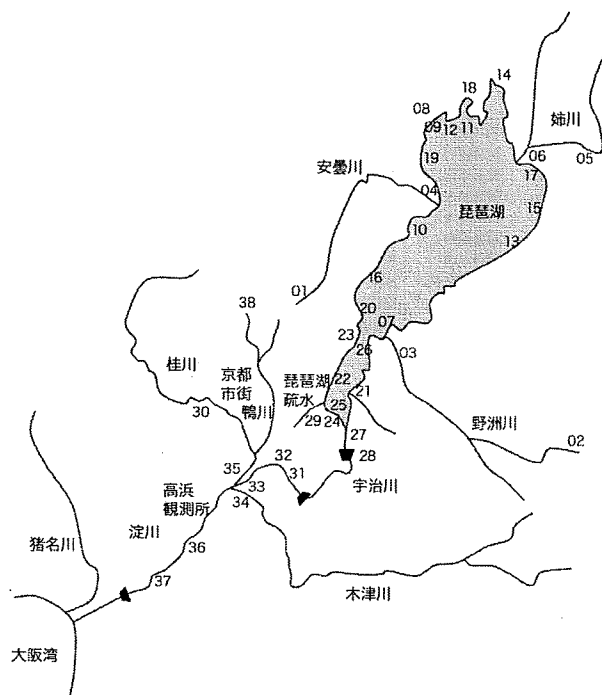 14
18
08
09
12
11
姉川
06
05
19
17
安曇川
04
琵琶湖
15
10
13
16
01
38
20
07
23
26
03
桂川
京都
市街
鴨川
琵琶湖
疏水
22
21
25
30
29
24
野洲川
27
02
32
28
35
31
高浜
観測所
33
宇治川
34
淀川
36
猪名川
37
木津川
大阪湾